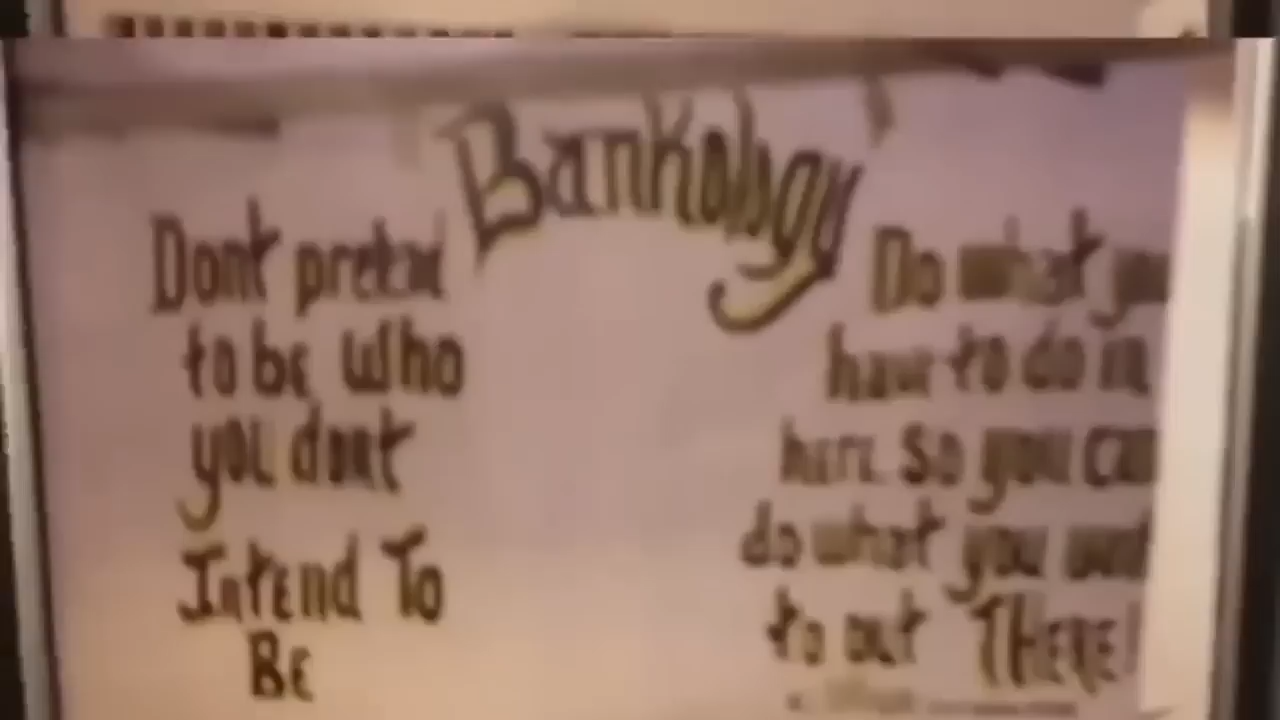 Bankology
Dont pretend
to be who
you dont
Intend To
BE
Do what you
have to do in
here so you can
do what you want
to out THERE!